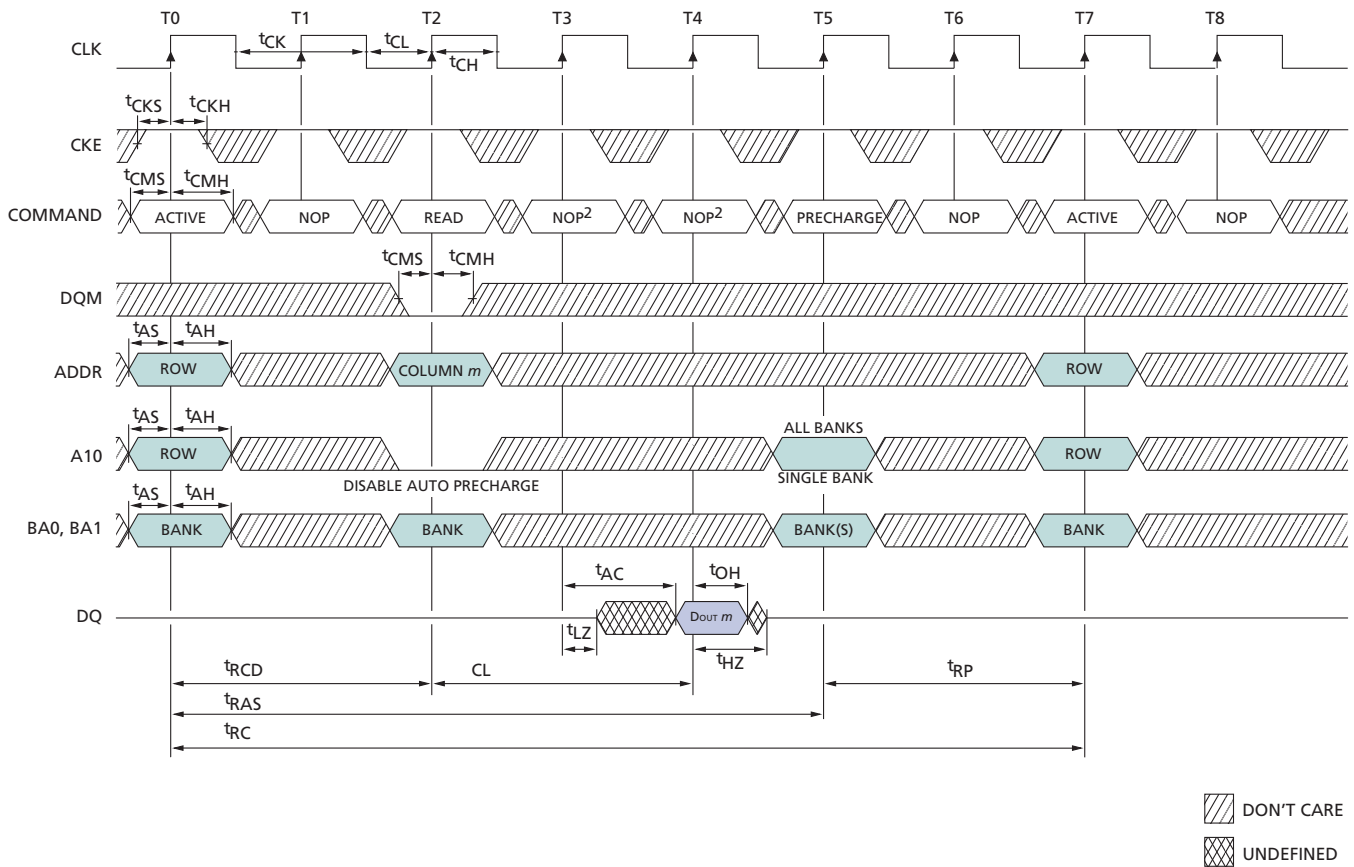 T0 T1 T2 T3 T4 T5 T6 T7 T8
CLK
tCK tCL
tCH
tCKS tCKH
CKE
tCMS tCMH
COMMAND ACTIVE NOP READ NOP2 NOP2 PRECHARGE NOP ACTIVE NOP
tCMS tCMH
DQM
tAS tAH
ADDR ROW COLUMN m ROW
tAS tAH
ALL BANKS
A10 ROW ROW
SINGLE BANK
DISABLE AUTO PRECHARGE
tAS tAH
BA0, BA1 BANK BANK BANK(S) BANK
tAC tOH
DQ DOUT m
tLZ
tHZ
tRCD CL tRP
tRAS
tRC
DON'T CARE
UNDEFINED